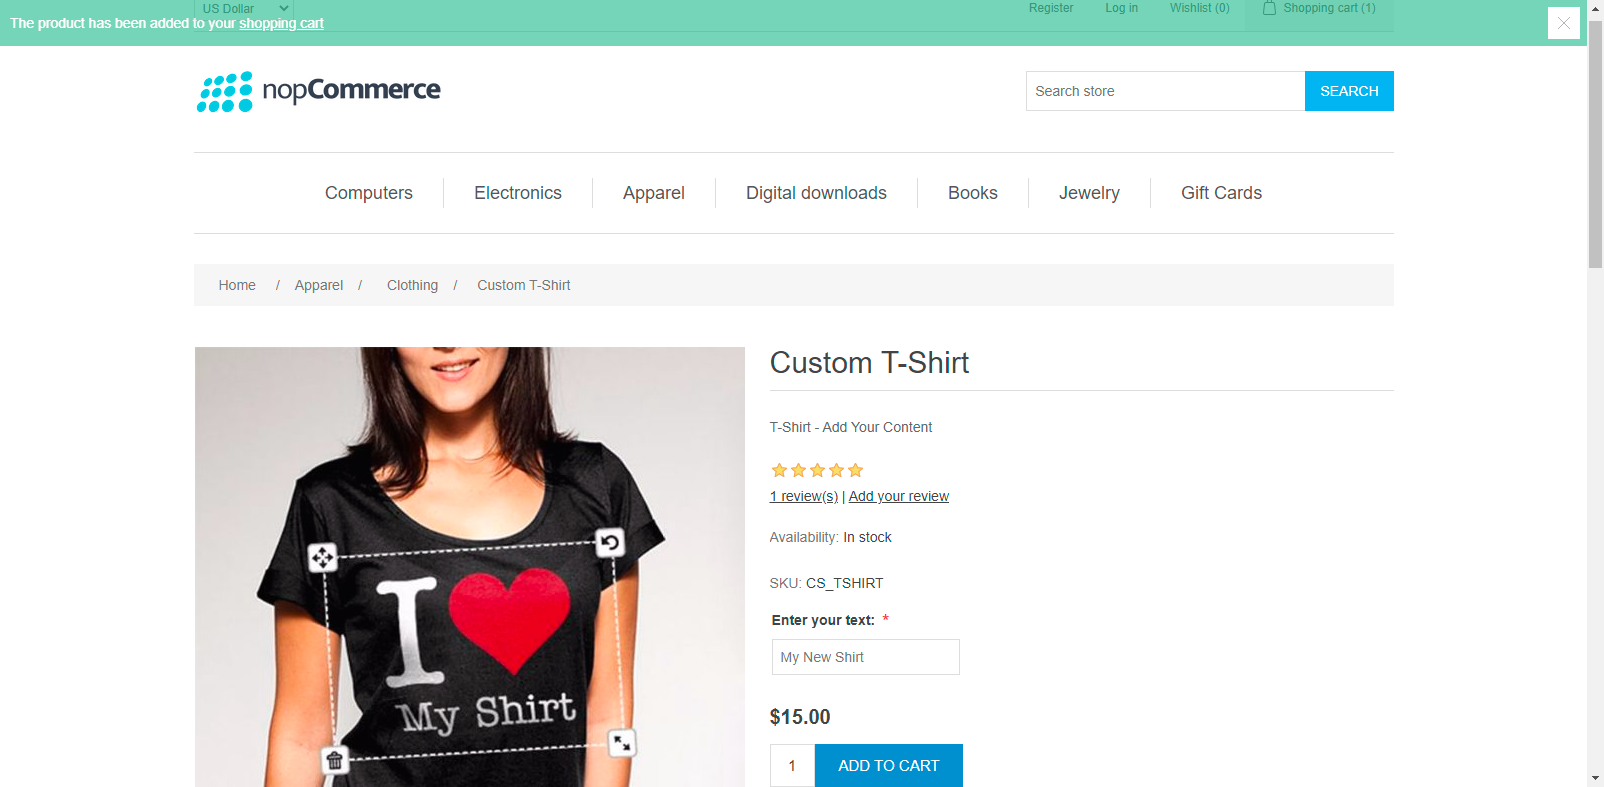 US Dollar
Register Log in Wishlist (0) Shopping cart (1)
The product has been added to your shopping cart
nopCommerce
Search store
SEARCH
Computers Electronics Apparel Digital downloads Books Jewelry Gift Cards
Home / Apparel / Clothing / Custom T-Shirt
I
My Shirt
Custom T-Shirt
T-Shirt - Add Your Content
1 review(s) | Add your review
Availability: In stock
SKU: CS_TSHIRT
Enter your text: *
My New Shirt
$15.00
1 ADD TO CART